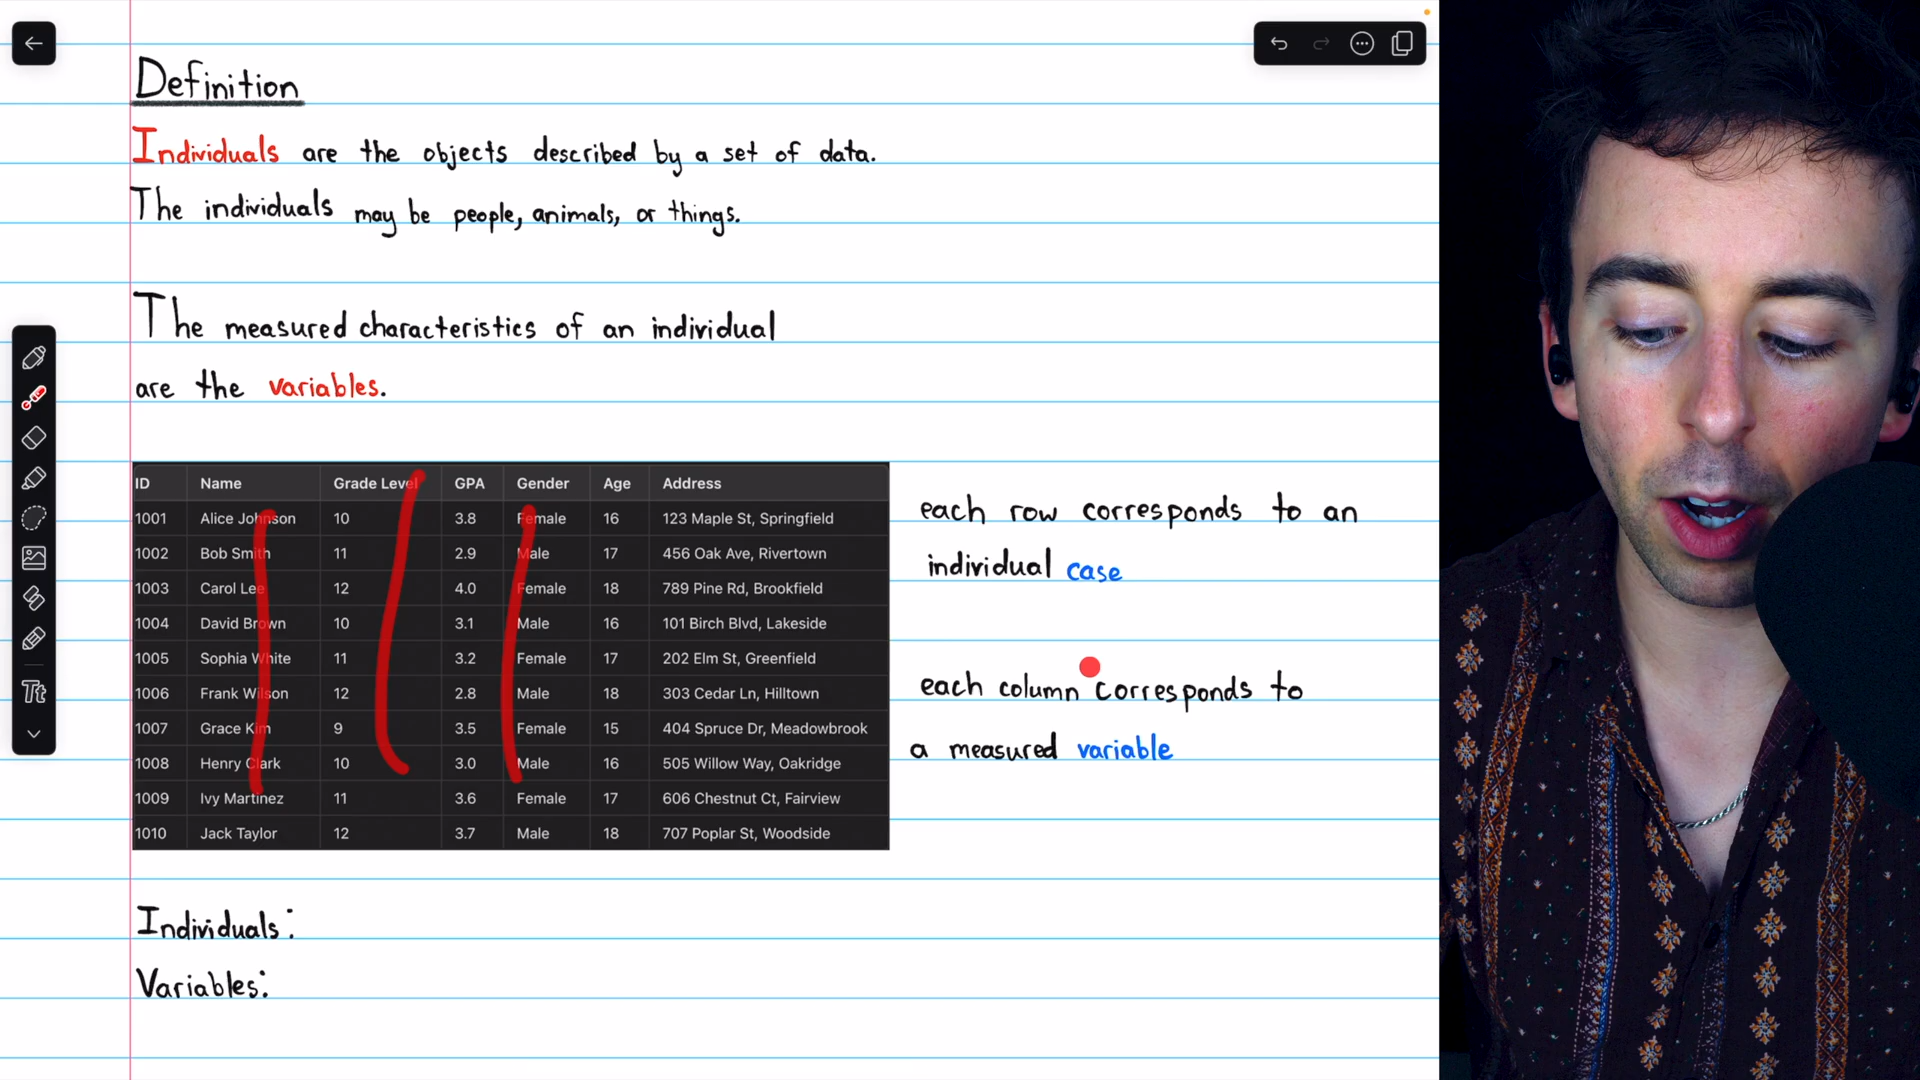 Definition
Individuals are the objects described by a set of data.
The individuals may be people, animals, or things.
The measured characteristics of an individual
are the variables.
ID Name Grade Level GPA Gender Age Address
1001 Alice Johnson 10 3.8 Female 16 123 Maple St, Springfield
1002 Bob Smith 11 2.9 Male 17 456 Oak Ave, Rivertown
1003 Carol Lee 12 4.0 Female 18 789 Pine Rd, Brookfield
1004 David Brown 10 3.1 Male 16 101 Birch Blvd, Lakeside
1005 Sophia White 11 3.2 Female 17 202 Elm St, Greenfield
1006 Frank Wilson 12 2.8 Male 18 303 Cedar Ln, Hilltown
1007 Grace Kim 9 3.5 Female 15 404 Spruce Dr, Meadowbrook
1008 Henry Clark 10 3.0 Male 16 505 Willow Way, Oakridge
1009 Ivy Martinez 11 3.6 Female 17 606 Chestnut Ct, Fairview
1010 Jack Taylor 12 3.7 Male 18 707 Poplar St, Woodside
each row corresponds to an
individual case
each column corresponds to
a measured variable
Individuals:
Variables:
Tt